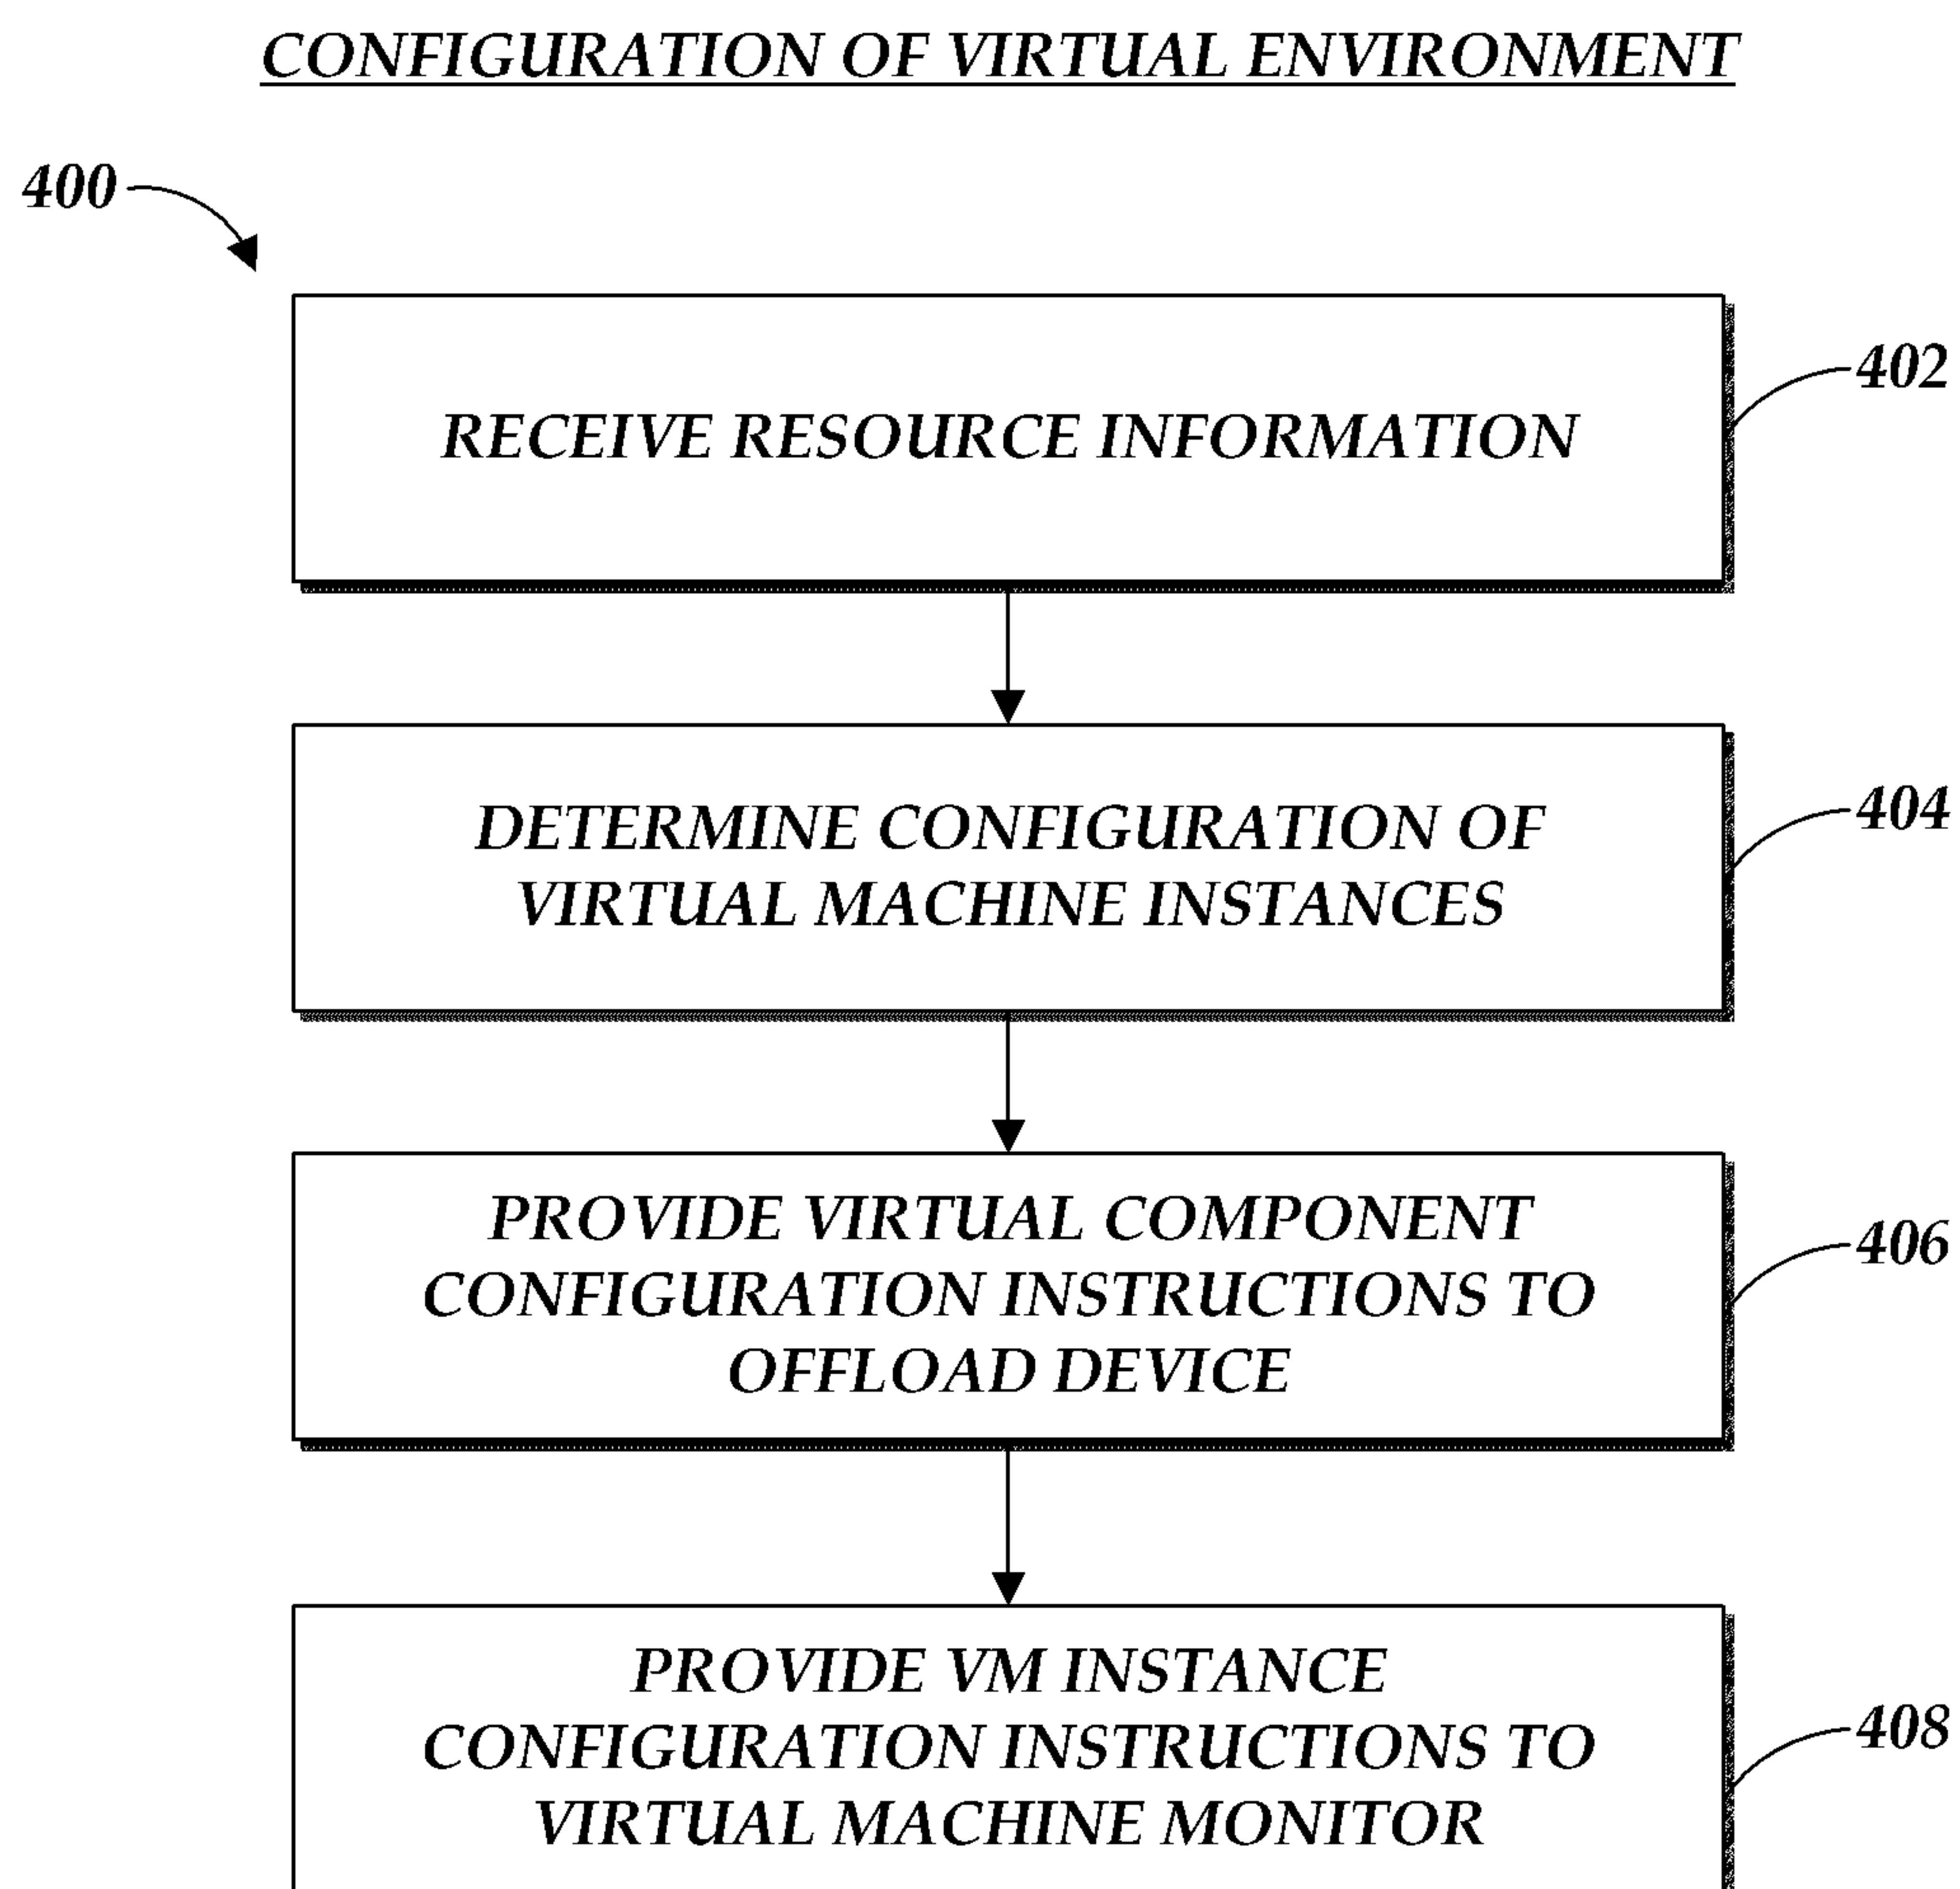 CONFIGURATION OF VIRTUAL ENVIRONMENT
400
RECEIVE RESOURCE INFORMATION
402
DETERMINE CONFIGURATION OF
VIRTUAL MACHINE INSTANCES
404
PROVIDE VIRTUAL COMPONENT
CONFIGURATION INSTRUCTIONS TO
OFFLOAD DEVICE
406
PROVIDE VM INSTANCE
CONFIGURATION INSTRUCTIONS TO
VIRTUAL MACHINE MONITOR
408